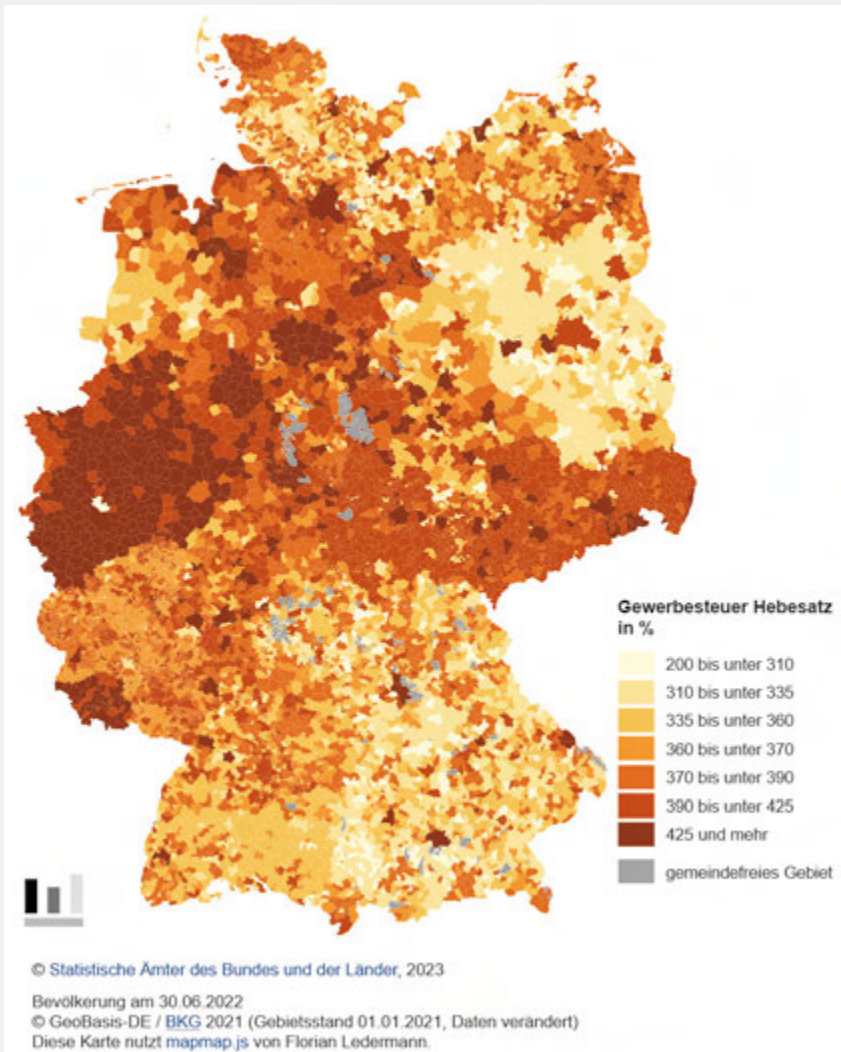 Gewerbesteuer Hebesatz
in %
200 bis unter 310
310 bis unter 335
335 bis unter 360
360 bis unter 370
370 bis unter 390
390 bis unter 425
425 und mehr
gemeindefreies Gebiet
© Statistische Ämter des Bundes und der Länder, 2023
Bevölkerung am 30.06.2022
© GeoBasis-DE / BKG 2021 (Gebietsstand 01.01.2021, Daten verändert)
Diese Karte nutzt mapmap.js von Florian Ledermann.